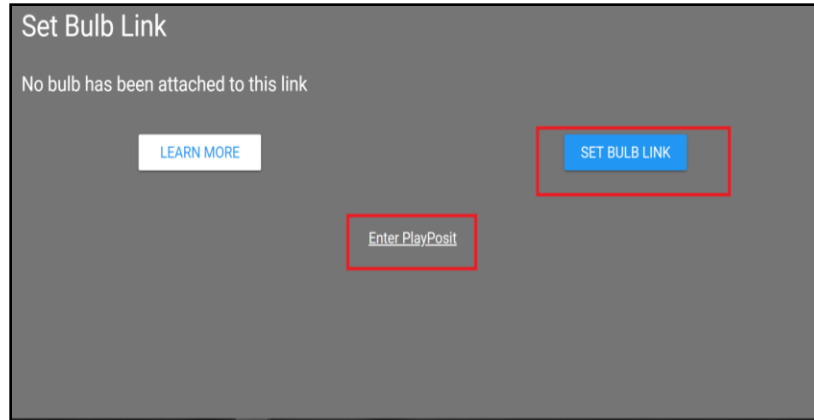 Set Bulb Link
No bulb has been attached to this link
LEARN MORE
SET BULB LINK
Enter PlayPosit